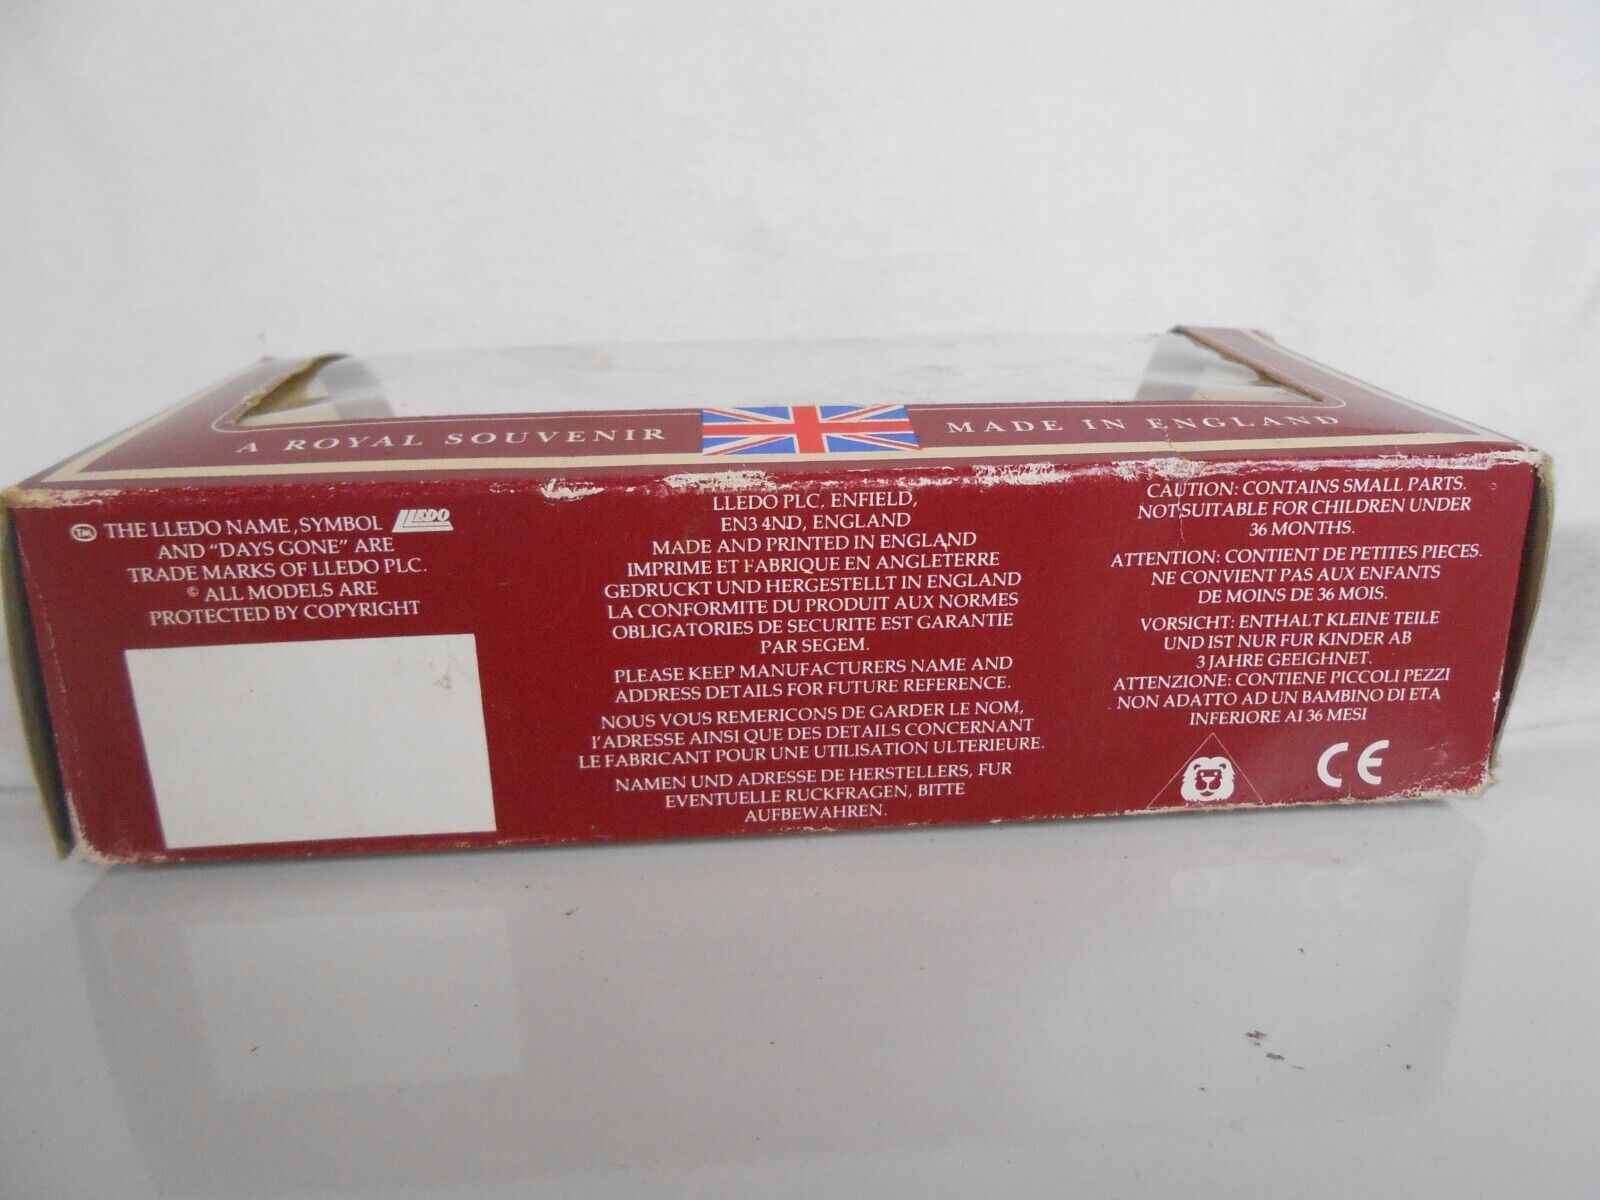 A ROYAL SOUVENIR MADE IN ENGLAND
TM THE LLEDO NAME, SYMBOL LLEDO
AND "DAYS GONE" ARE
TRADE MARKS OF LLEDO PLC.
© ALL MODELS ARE
PROTECTED BY COPYRIGHT
LLEDO PLC, ENFIELD,
EN3 4ND, ENGLAND
MADE AND PRINTED IN ENGLAND
IMPRIME ET FABRIQUE EN ANGLETERRE
GEDRUCKT UND HERGESTELLT IN ENGLAND
LA CONFORMITE DU PRODUIT AUX NORMES
OBLIGATORIES DE SECURITE EST GARANTIE
PAR SEGEM.
PLEASE KEEP MANUFACTURERS NAME AND
ADDRESS DETAILS FOR FUTURE REFERENCE.
NOUS VOUS REMERICONS DE GARDER LE NOM,
I'ADRESSE AINSI QUE DES DETAILS CONCERNANT
LE FABRICANT POUR UNE UTILISATION ULTERIEURE.
NAMEN UND ADRESSE DE HERSTELLERS, FUR
EVENTUELLE RUCKFRAGEN, BITTE
AUFBEWAHREN.
CAUTION: CONTAINS SMALL PARTS.
NOT SUITABLE FOR CHILDREN UNDER
36 MONTHS.
ATTENTION: CONTIENT DE PETITES PIECES.
NE CONVIENT PAS AUX ENFANTS
DE MOINS DE 36 MOIS.
VORSICHT: ENTHALT KLEINE TEILE
UND IST NUR FUR KINDER AB
3 JAHRE GEEIGNET.
ATTENZIONE: CONTIENE PICCOLI PEZZI
NON ADATTO AD UN BAMBINO DI ETA
INFERIORE AI 36 MESI
CE